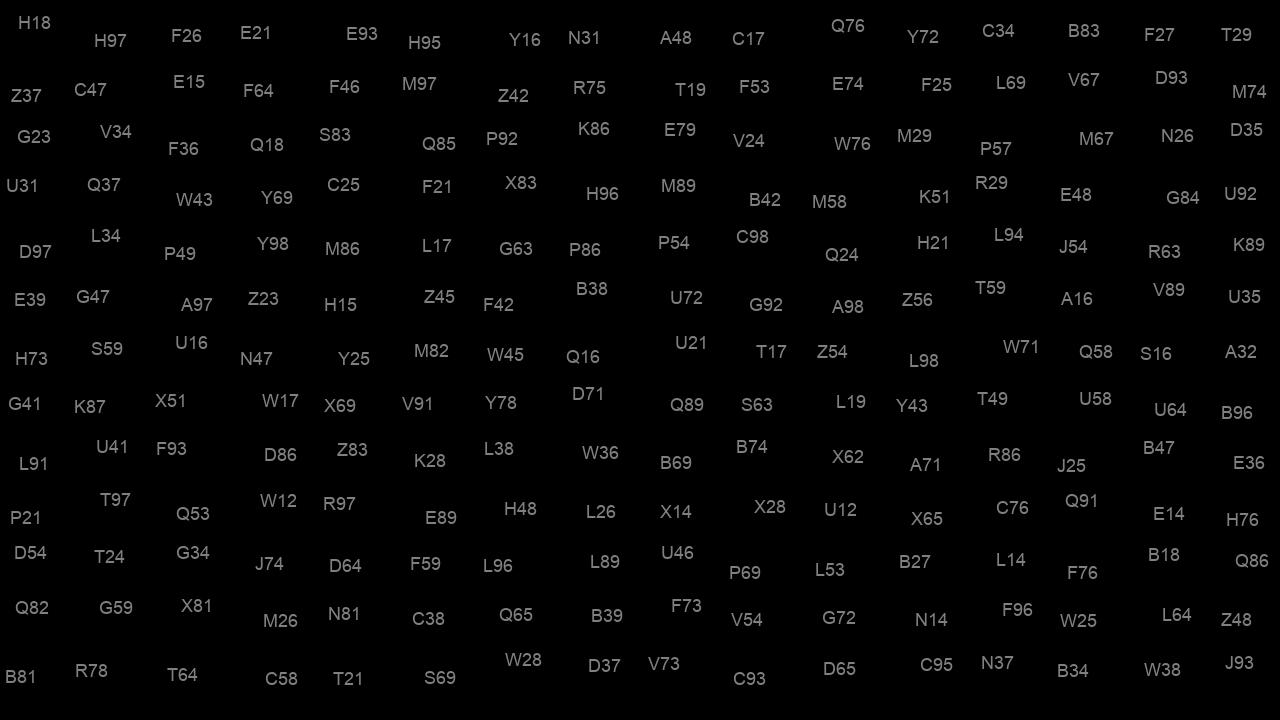 H18 H97 F26 E21 E93 H95 Y16 N31 A48 C17 Q76 Y72 C34 B83 F27 T29
Z37 C47 E15 F64 F46 M97 Z42 R75 T19 F53 E74 F25 L69 V67 D93 M74
G23 V34 F36 Q18 S83 Q85 P92 K86 E79 V24 W76 M29 P57 M67 N26 D35
U31 Q37 W43 Y69 C25 F21 X83 H96 M89 B42 M58 K51 R29 E48 G84 U92
D97 L34 P49 Y98 M86 L17 G63 P86 P54 C98 Q24 H21 L94 J54 R63 K89
E39 G47 A97 Z23 H15 Z45 F42 B38 U72 G92 A98 Z56 T59 A16 V89 U35
H73 S59 U16 N47 Y25 M82 W45 Q16 U21 T17 Z54 L98 W71 Q58 S16 A32
G41 K87 X51 W17 X69 V91 Y78 D71 Q89 S63 L19 Y43 T49 U58 U64 B96
L91 U41 F93 D86 Z83 K28 L38 W36 B69 B74 X62 A71 R86 J25 B47 E36
P21 T97 Q53 W12 R97 E89 H48 L26 X14 X28 U12 X65 C76 Q91 E14 H76
D54 T24 G34 J74 D64 F59 L96 L89 U46 P69 L53 B27 L14 F76 B18 Q86
Q82 G59 X81 M26 N81 C38 Q65 B39 F73 V54 G72 N14 F96 W25 L64 Z48
B81 R78 T64 C58 T21 S69 W28 D37 V73 C93 D65 C95 N37 B34 W38 J93